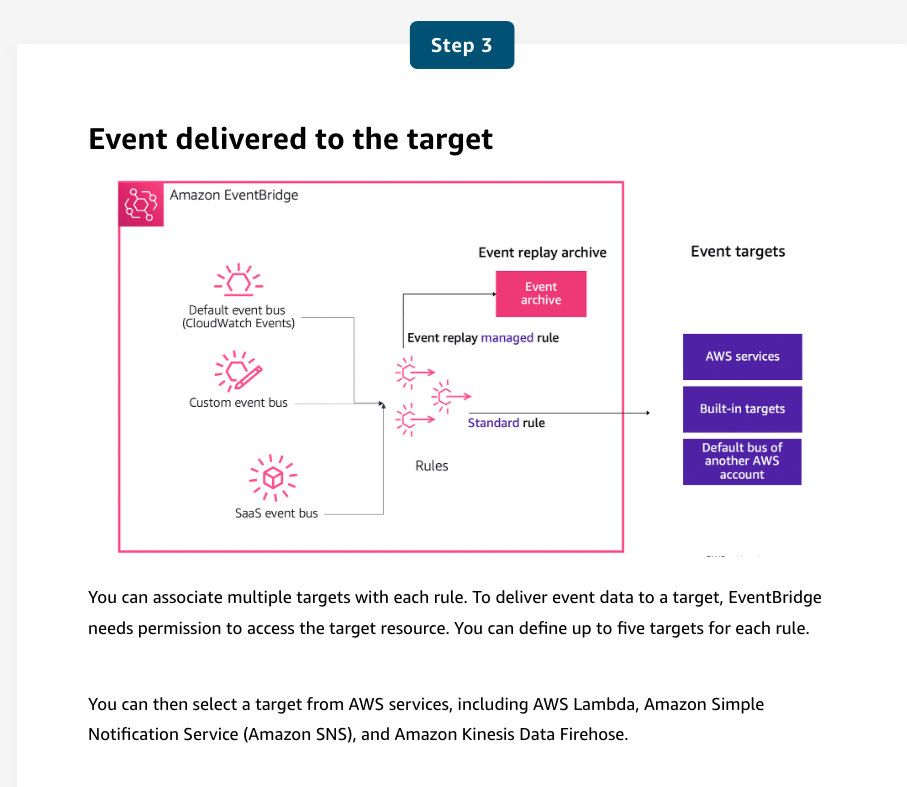 Step 3
Event delivered to the target
Amazon EventBridge
Event replay archive
Event targets
Event
archive
Default event bus
(CloudWatch Events)
Event replay managed rule
AWS services
Custom event bus
Built-in targets
Standard rule
Default bus of
another AWS
account
Rules
SaaS event bus
You can associate multiple targets with each rule. To deliver event data to a target, EventBridge
needs permission to access the target resource. You can define up to five targets for each rule.
You can then select a target from AWS services, including AWS Lambda, Amazon Simple
Notification Service (Amazon SNS), and Amazon Kinesis Data Firehose.